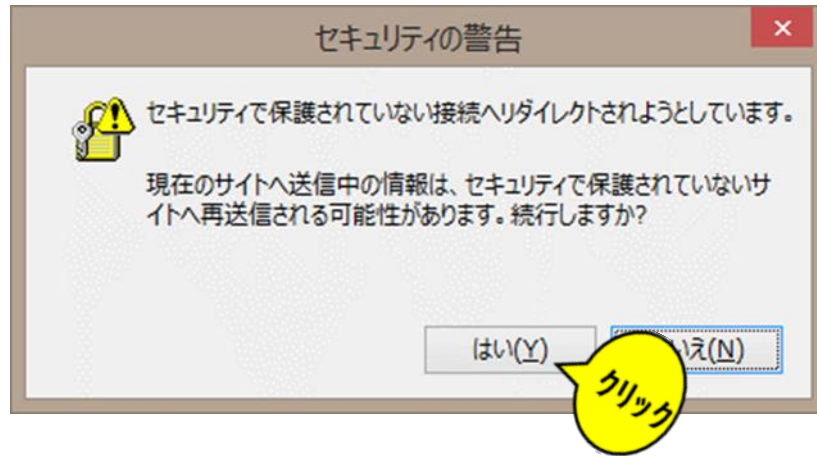 セキュリティの警告
セキュリティで保護されていない接続へリダイレクトされようとしています。
現在のサイトへ送信中の情報は、セキュリティで保護されていないサ
イトへ再送信される可能性があります。続行しますか?
はい(Y)
いえ(N)
クリック